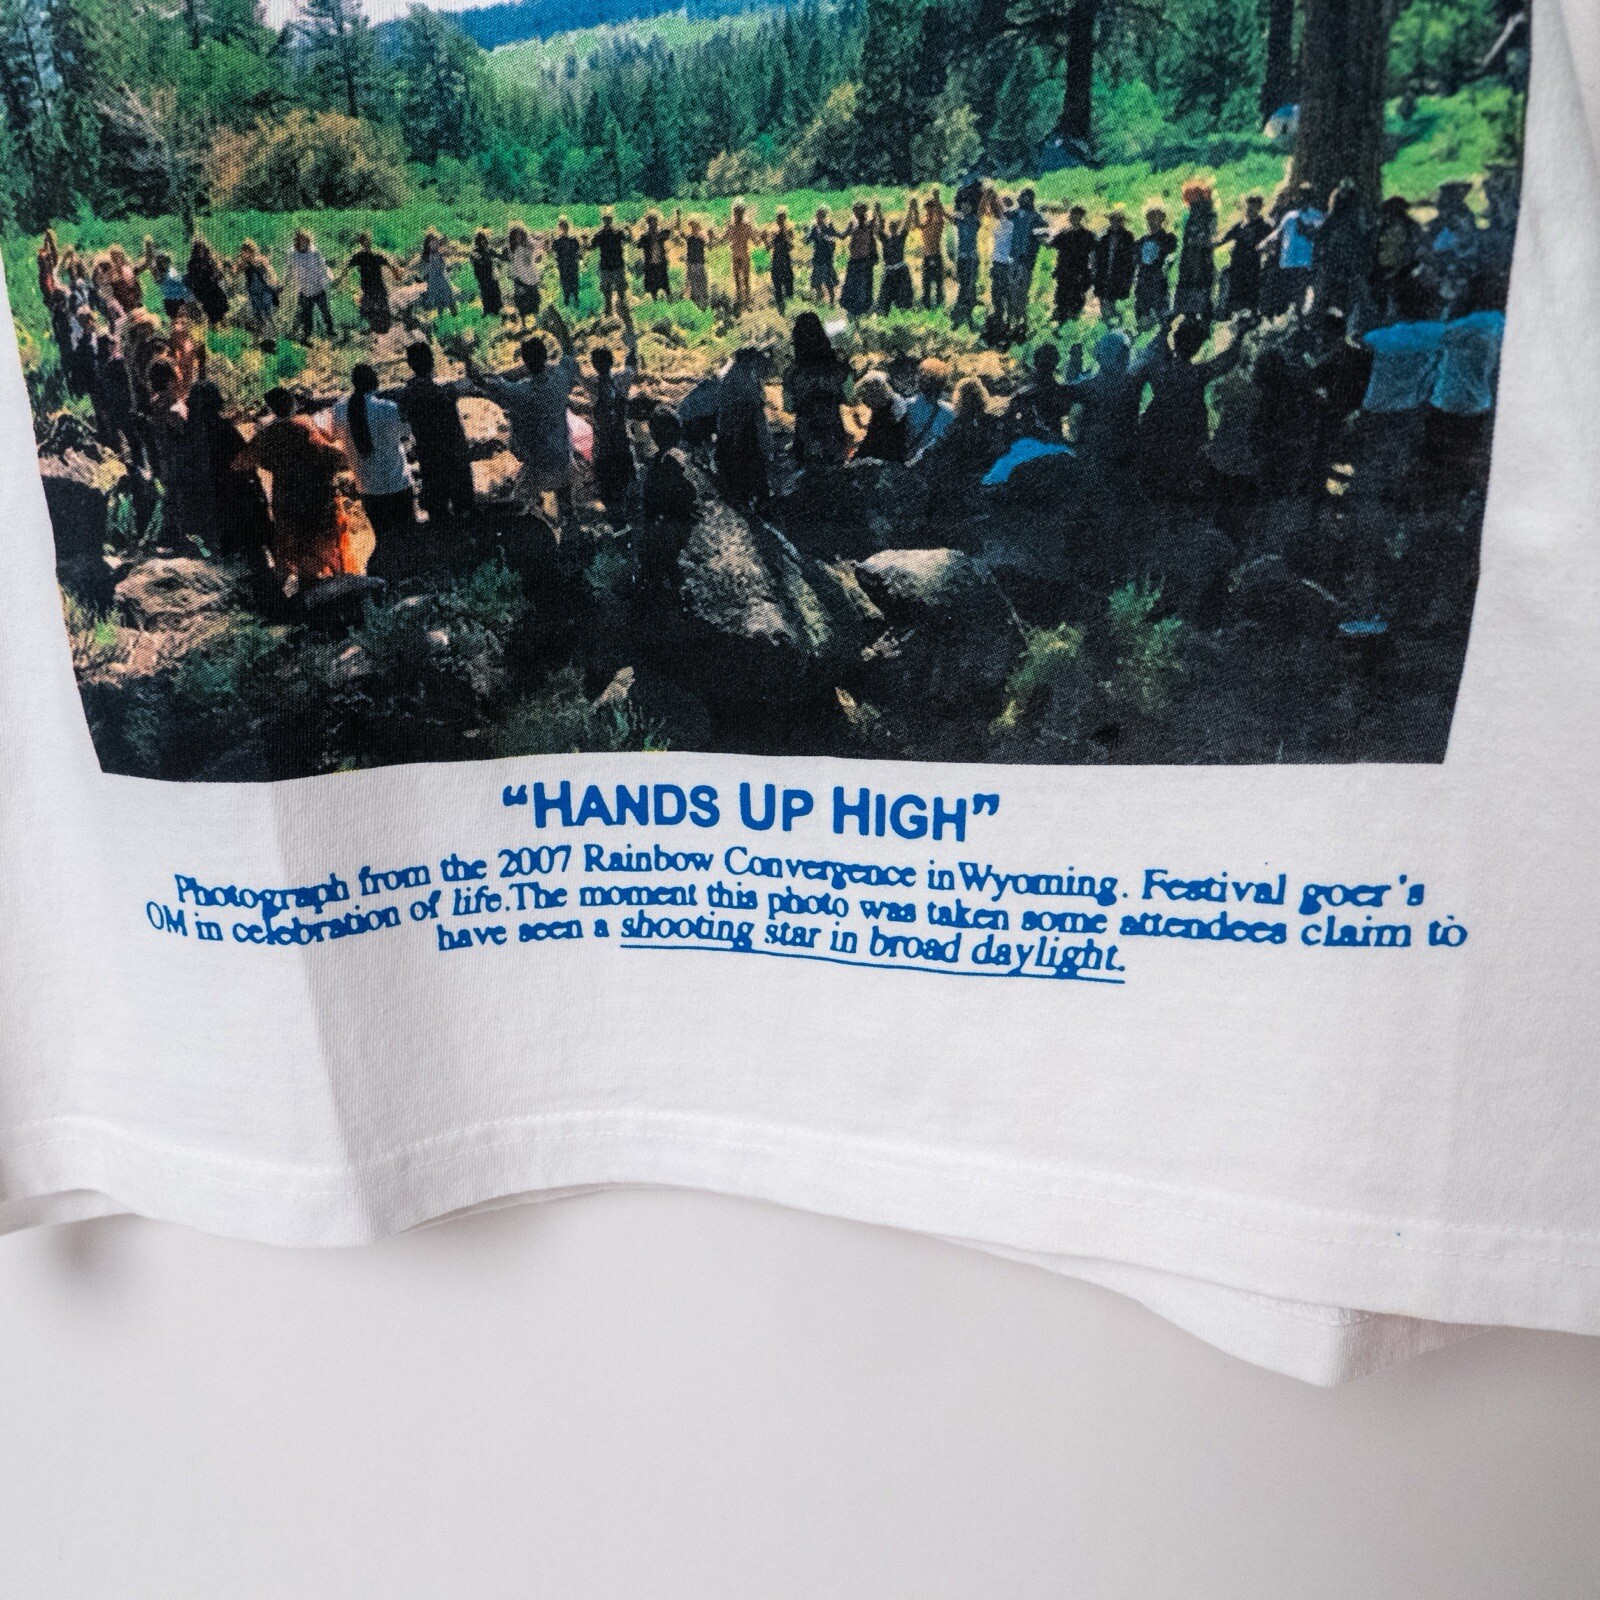 “HANDS UP HIGH”
Photograph from the 2007 Rainbow Convergence in Wyoming. Festival goer's
OM in celebration of life. The moment this photo was taken some attendees claim to
have seen a shooting star in broad daylight.